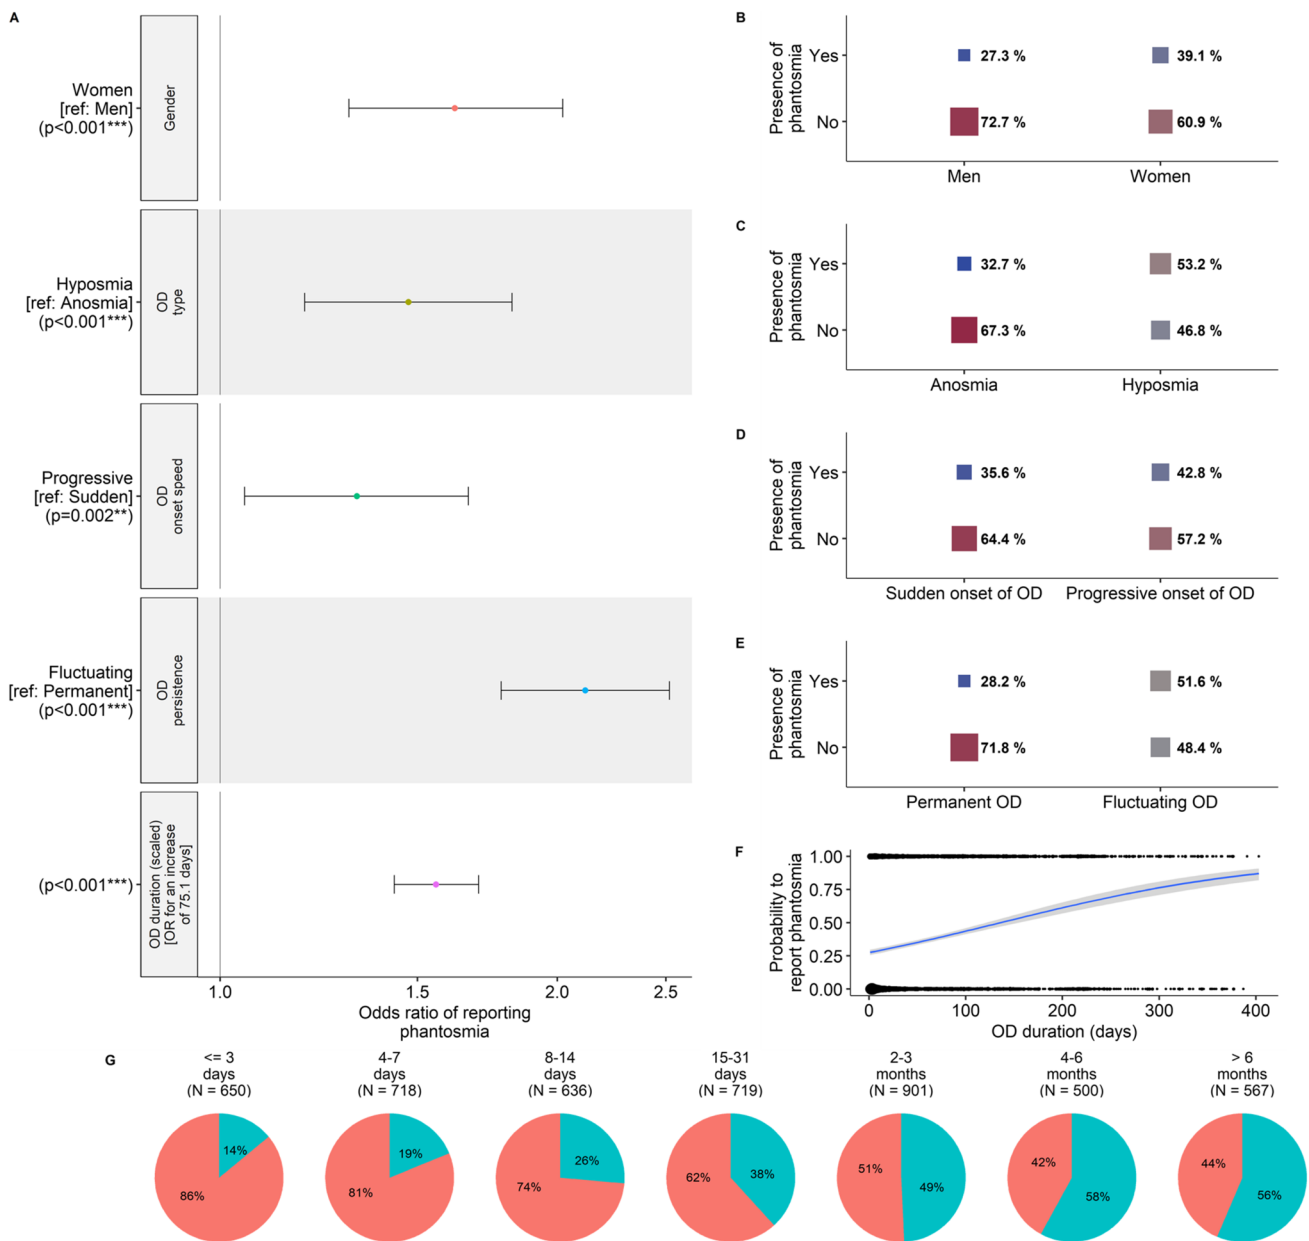 A
Women
[ref: Men]
(p<0.001***)
Gender
Hyposmia
[ref: Anosmia]
(p<0.001***)
OD
type
Progressive
[ref: Sudden]
(p=0.002**)
OD
onset speed
Fluctuating
[ref: Permanent]
(p<0.001***)
OD
persistence
(p<0.001***)
OD duration (scaled)
[OR for an increase
of 75.1 days]
1.0
1.5
2.0
2.5
Odds ratio of reporting
phantosmia
B
Presence of
phantosmia
Yes
27.3 %
39.1 %
No
72.7 %
60.9 %
Men
Women
C
Presence of
phantosmia
Yes
32.7 %
53.2 %
No
67.3 %
46.8 %
Anosmia
Hyposmia
D
Presence of
phantosmia
Yes
35.6 %
42.8 %
No
64.4 %
57.2 %
Sudden onset of OD
Progressive onset of OD
E
Presence of
phantosmia
Yes
28.2 %
51.6 %
No
71.8 %
48.4 %
Permanent OD
Fluctuating OD
F
Probability to
report phantosmia
1.00
0.75
0.50
0.25
0.00
0
100
200
300
400
OD duration (days)
G
<= 3
days
(N = 650)
14%
86%
4-7
days
(N = 718)
19%
81%
8-14
days
(N = 636)
26%
74%
15-31
days
(N = 719)
38%
62%
2-3
months
(N = 901)
51%
49%
4-6
months
(N = 500)
42%
58%
> 6
months
(N = 567)
44%
56%